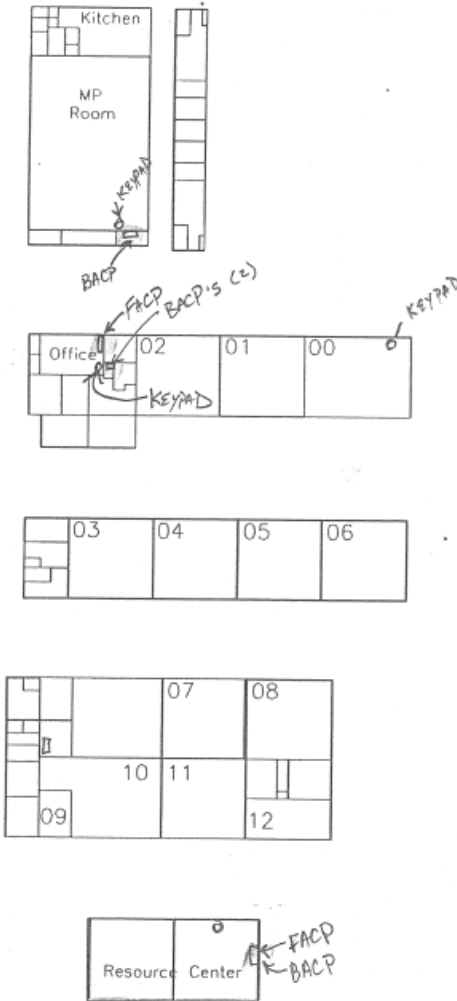 Kitchen
MP
Room
KEYPAD
BACP
FACP
BACP'S (2)
KEYPAD
Office
02
01
00
KEYPAD
03
04
05
06
07
08
10
11
09
12
Resource Center
FACP
BACP